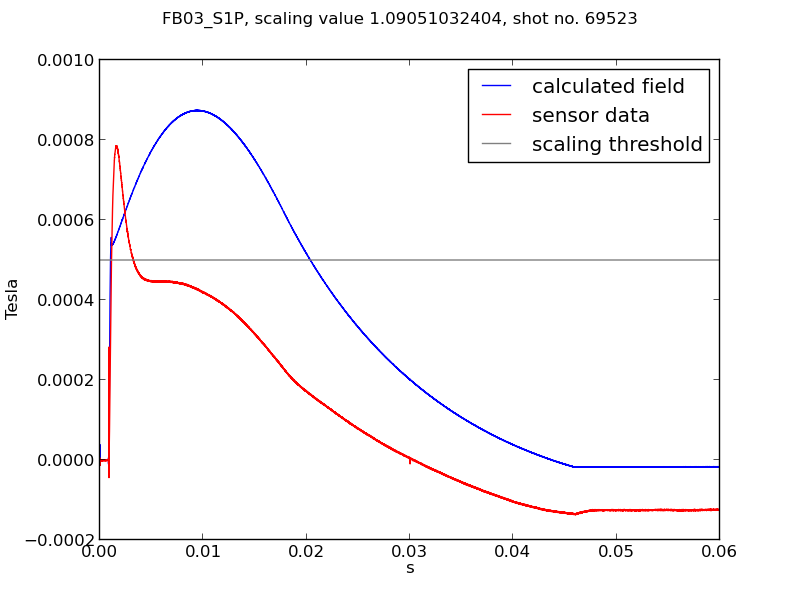 FB03_S1P, scaling value 1.09051032404, shot no. 69523
calculated field
sensor data
scaling threshold
Tesla
0.0010
0.0008
0.0006
0.0004
0.0002
0.0000
−0.0002
0.00 0.01 0.02 0.03 0.04 0.05 0.06
s